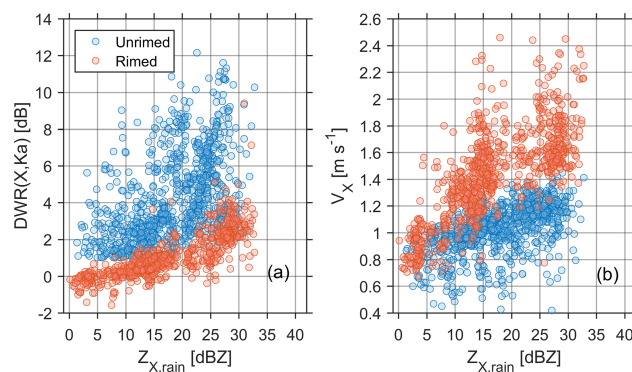 14
12
10
8
6
4
2
0
-2
DWR(X,Ka) [dB]
Unrimed
Rimed
(a)
0 5 10 15 20 25 30 35 40
Z_X,rain [dBZ]
2.6
2.4
2.2
2
1.8
1.6
1.4
1.2
1
0.8
0.6
0.4
V_X [m s⁻¹]
(b)
0 5 10 15 20 25 30 35 40
Z_X,rain [dBZ]